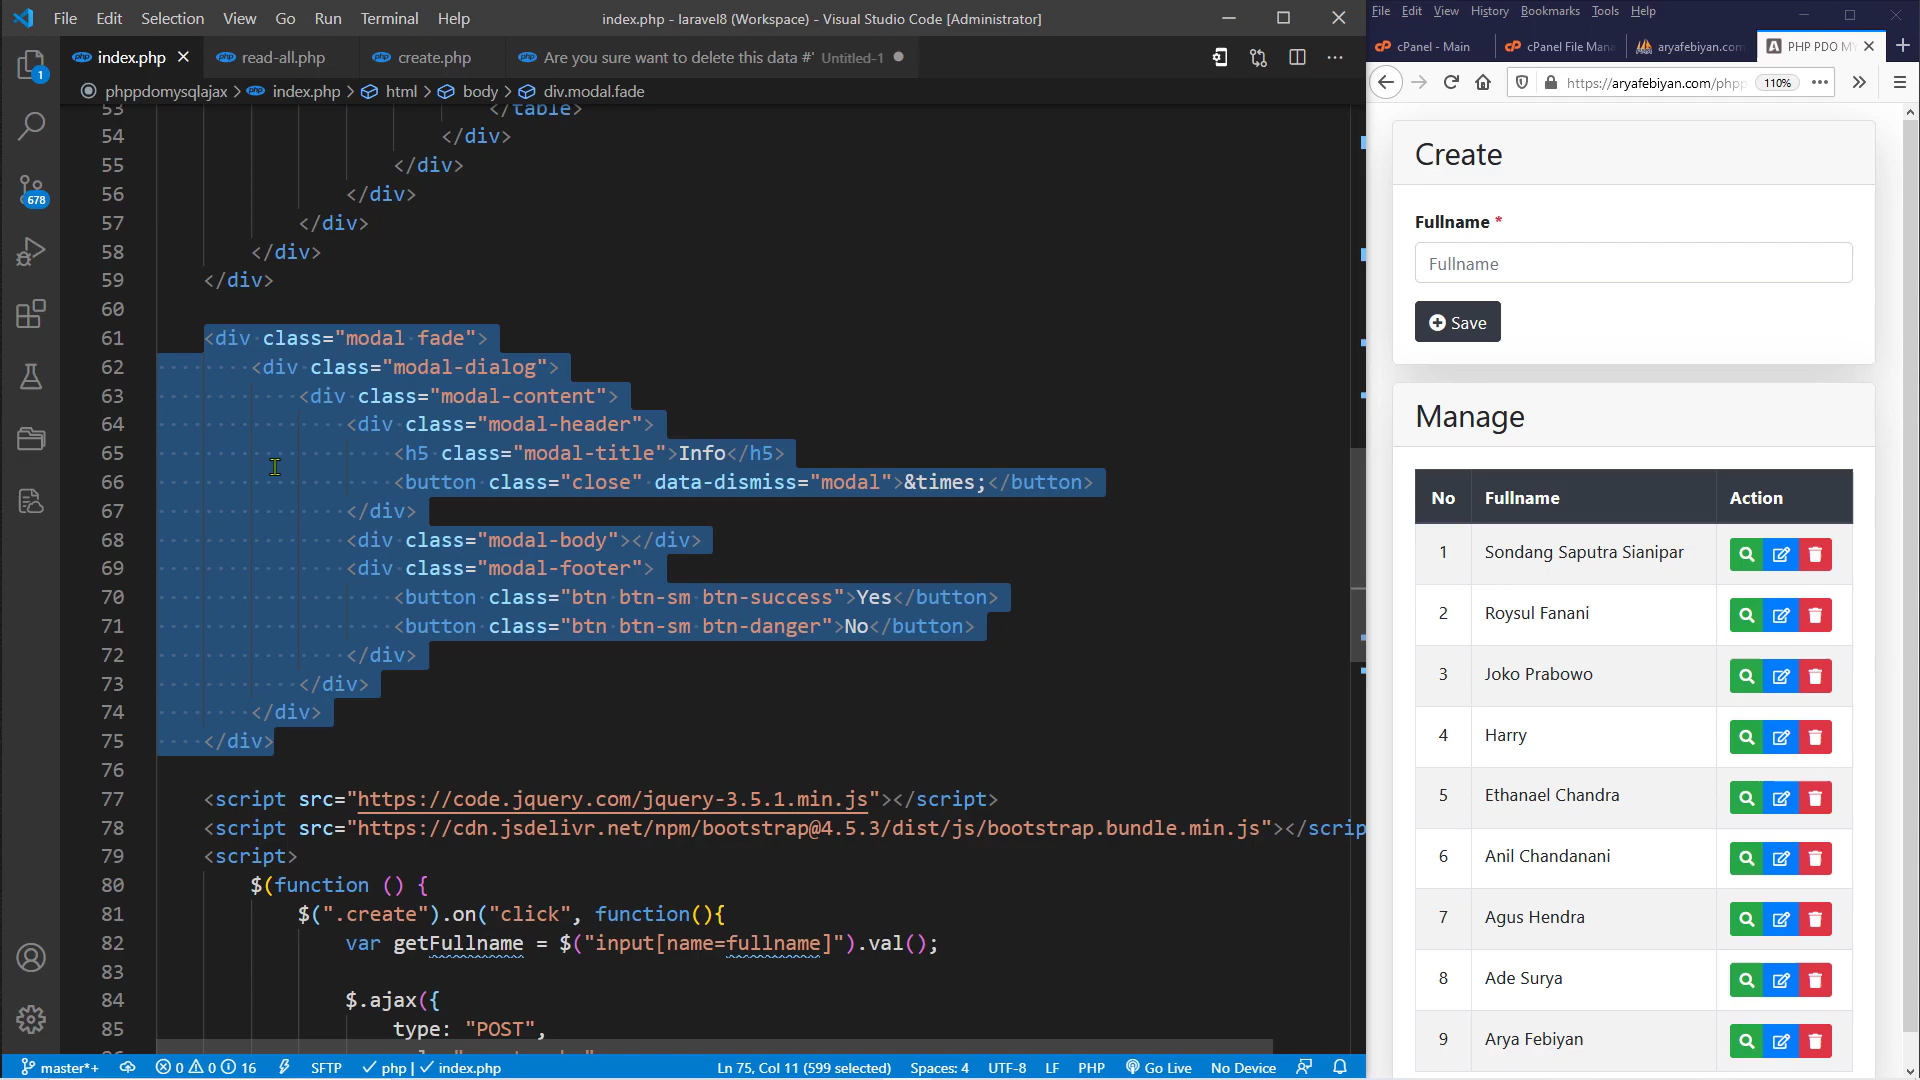 File Edit Selection View Go Run Terminal Help
index.php - laravel8 (Workspace) - Visual Studio Code [Administrator]
index.php
read-all.php
create.php
Are you sure want to delete this data #' Untitled-1
phppdomysqlajax > index.php > html > body > div.modal.fade
53 </table>
54 </div>
55 </div>
56 </div>
57 </div>
58 </div>
59 </div>
60
61 <div class="modal fade">
62 <div class="modal-dialog">
63 <div class="modal-content">
64 <div class="modal-header">
65 <h5 class="modal-title">Info</h5>
66 <button class="close" data-dismiss="modal">&times;</button>
67 </div>
68 <div class="modal-body"></div>
69 <div class="modal-footer">
70 <button class="btn btn-sm btn-success">Yes</button>
71 <button class="btn btn-sm btn-danger">No</button>
72 </div>
73 </div>
74 </div>
75 </div>
76
77 <script src="https://code.jquery.com/jquery-3.5.1.min.js"></script>
78 <script src="https://cdn.jsdelivr.net/npm/bootstrap@4.5.3/dist/js/bootstrap.bundle.min.js"></scrip
79 <script>
80 $(function () {
81 $(".create").on("click", function(){
82 var getFullname = $("input[name=fullname]").val();
83
84 $.ajax({
85 type: "POST",
1
678
master*+
0 0 16
SFTP
php | index.php
Ln 75, Col 11 (599 selected)
Spaces: 4
UTF-8
LF
PHP
Go Live
No Device
File Edit View History Bookmarks Tools Help
cPanel - Main
cPanel File Mana
aryafebiyan.com
PHP PDO MY
https://aryafebiyan.com/phpp
110%
Create
Fullname *
Fullname
Save
Manage
No Fullname Action
1 Sondang Saputra Sianipar
2 Roysul Fanani
3 Joko Prabowo
4 Harry
5 Ethanael Chandra
6 Anil Chandanani
7 Agus Hendra
8 Ade Surya
9 Arya Febiyan